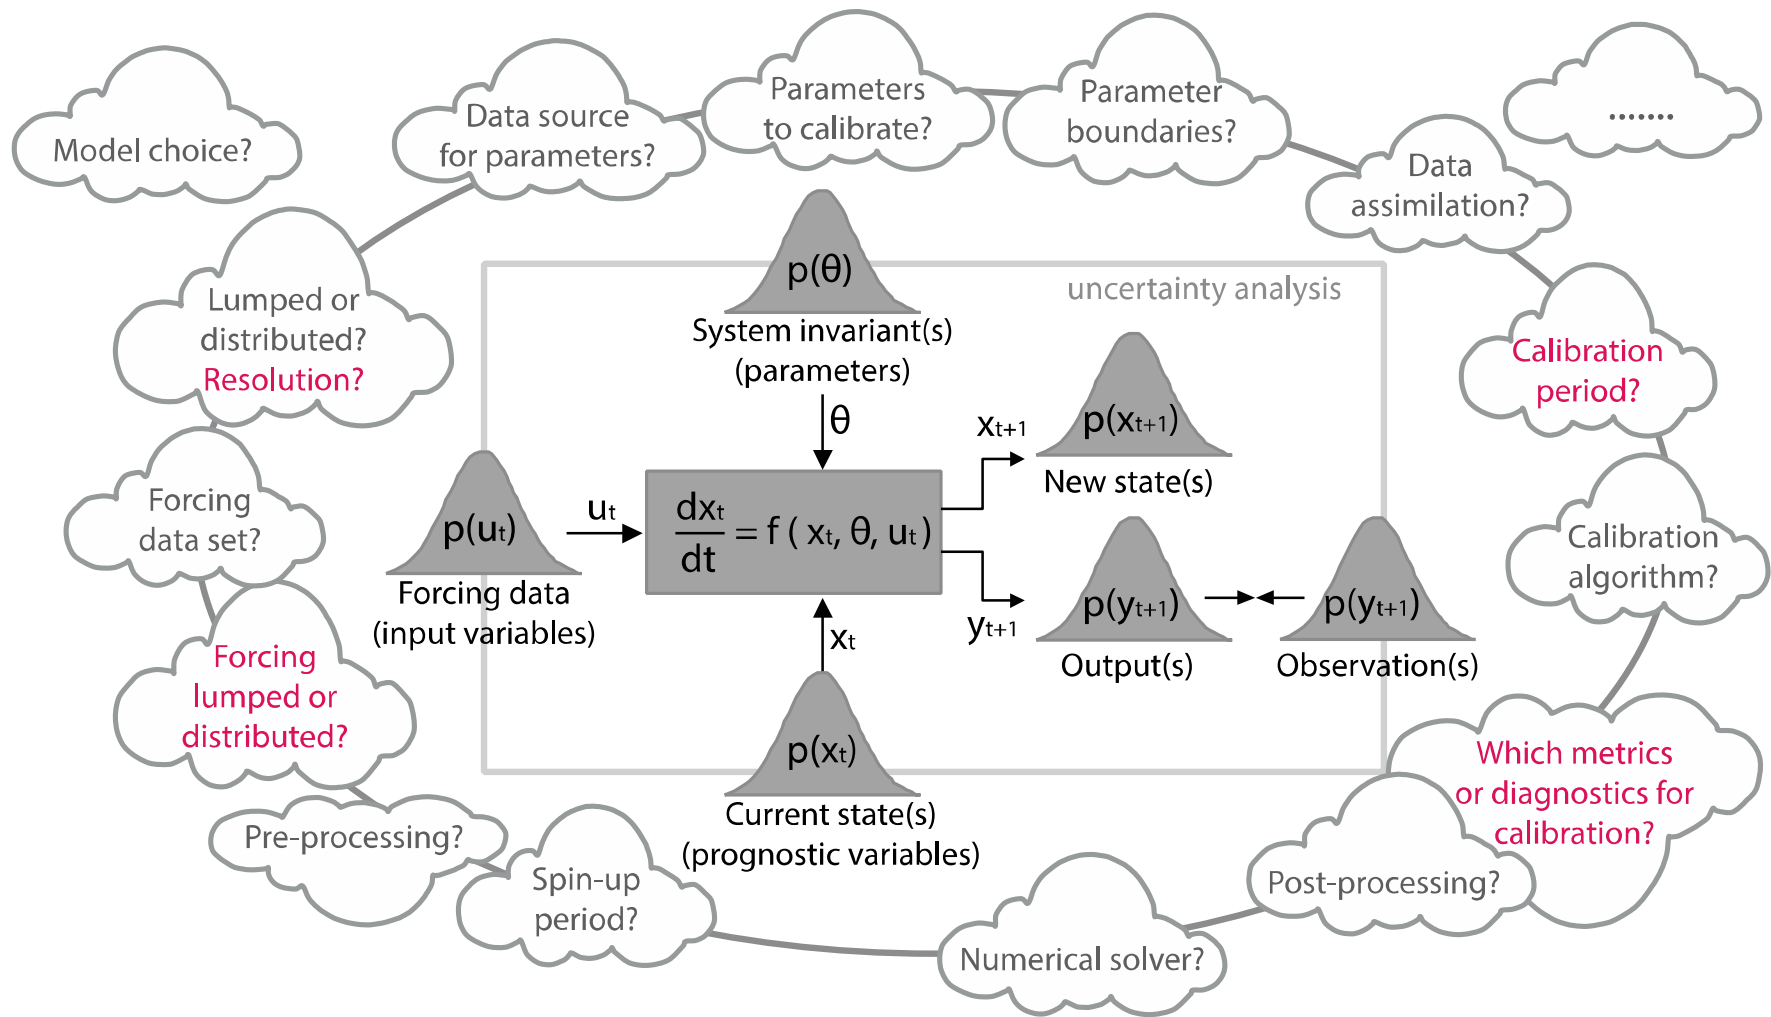 Model choice?
Data source
for parameters?
Parameters
to calibrate?
Parameter
boundaries?
Data
assimilation?
.......
Lumped or
distributed?
Resolution?
p(θ)
System invariant(s)
(parameters)
θ
uncertainty analysis
Calibration
period?
Forcing
data set?
p(uₜ)
Forcing data
(input variables)
uₜ
dxₜ
dt
= f ( xₜ, θ, uₜ)
xₜ₊₁
p(xₜ₊₁)
New state(s)
yₜ₊₁
p(yₜ₊₁)
Output(s)
p(yₜ₊₁)
Observation(s)
Calibration
algorithm?
Forcing
lumped or
distributed?
xₜ
p(xₜ)
Current state(s)
(prognostic variables)
Which metrics
or diagnostics for
calibration?
Pre-processing?
Spin-up
period?
Numerical solver?
Post-processing?